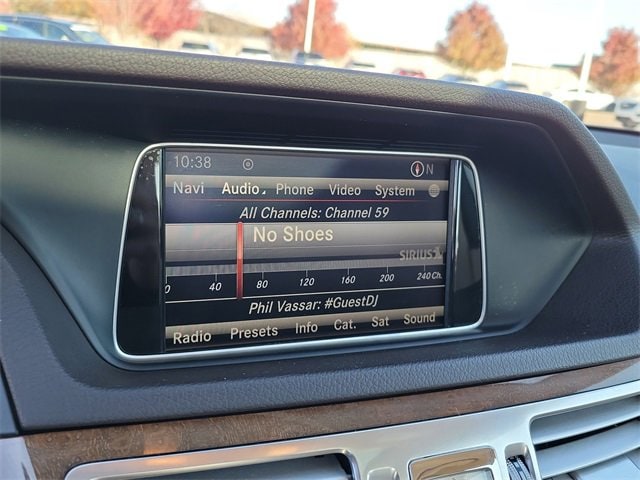 10:38 N
Navi Audio Phone Video System
All Channels: Channel 59
No Shoes
SIRIUS
0 40 80 120 160 200 240 Ch.
Phil Vassar: #GuestDJ
Radio Presets Info Cat. Sat Sound